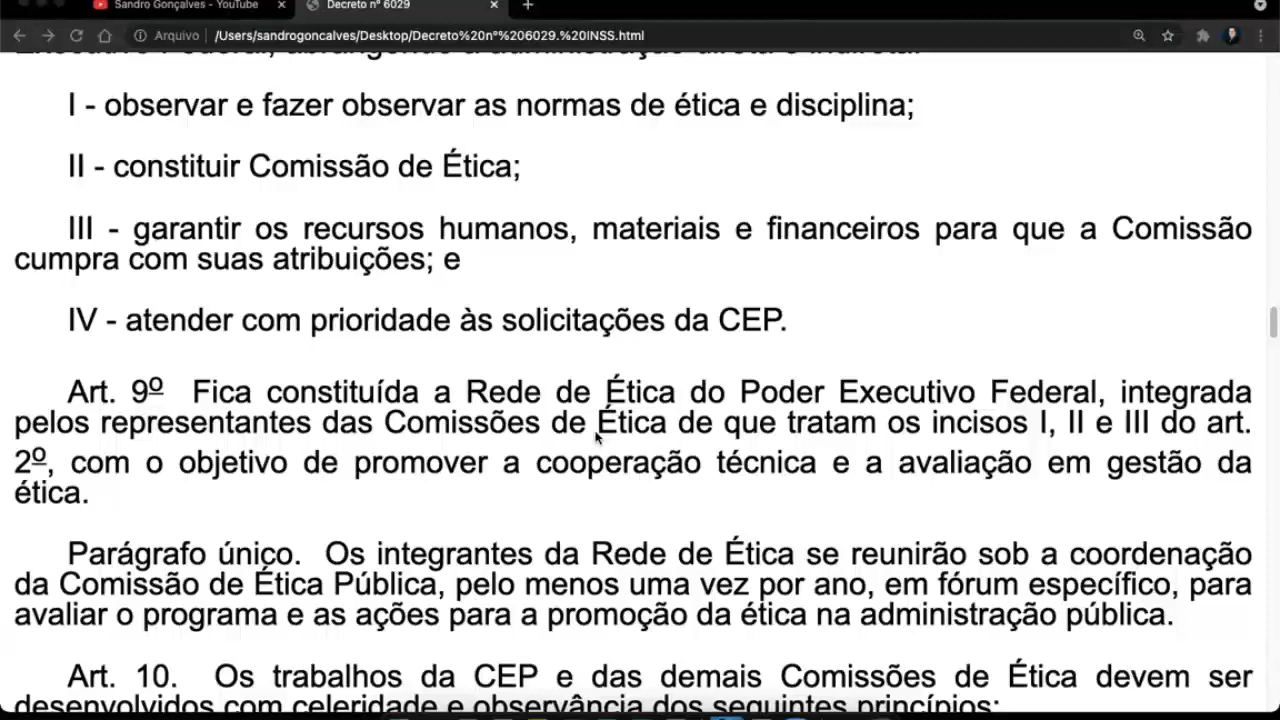 Sandro Gonçalves - YouTube
Decreto nº 6029
Arquivo /Users/sandrogoncalves/Desktop/Decreto%20n°%206029.%20INSS.html
I - observar e fazer observar as normas de ética e disciplina;
II - constituir Comissão de Ética;
III - garantir os recursos humanos, materiais e financeiros para que a Comissão
cumpra com suas atribuições; e
IV - atender com prioridade às solicitações da CEP.
Art. 9º Fica constituída a Rede de Ética do Poder Executivo Federal, integrada
pelos representantes das Comissões de Ética de que tratam os incisos I, II e III do art.
2º, com o objetivo de promover a cooperação técnica e a avaliação em gestão da
ética.
Parágrafo único. Os integrantes da Rede de Ética se reunirão sob a coordenação
da Comissão de Ética Pública, pelo menos uma vez por ano, em fórum específico, para
avaliar o programa e as ações para a promoção da ética na administração pública.
Art. 10. Os trabalhos da CEP e das demais Comissões de Ética devem ser
desenvolvidos com celeridade e observância dos seguintes princípios: